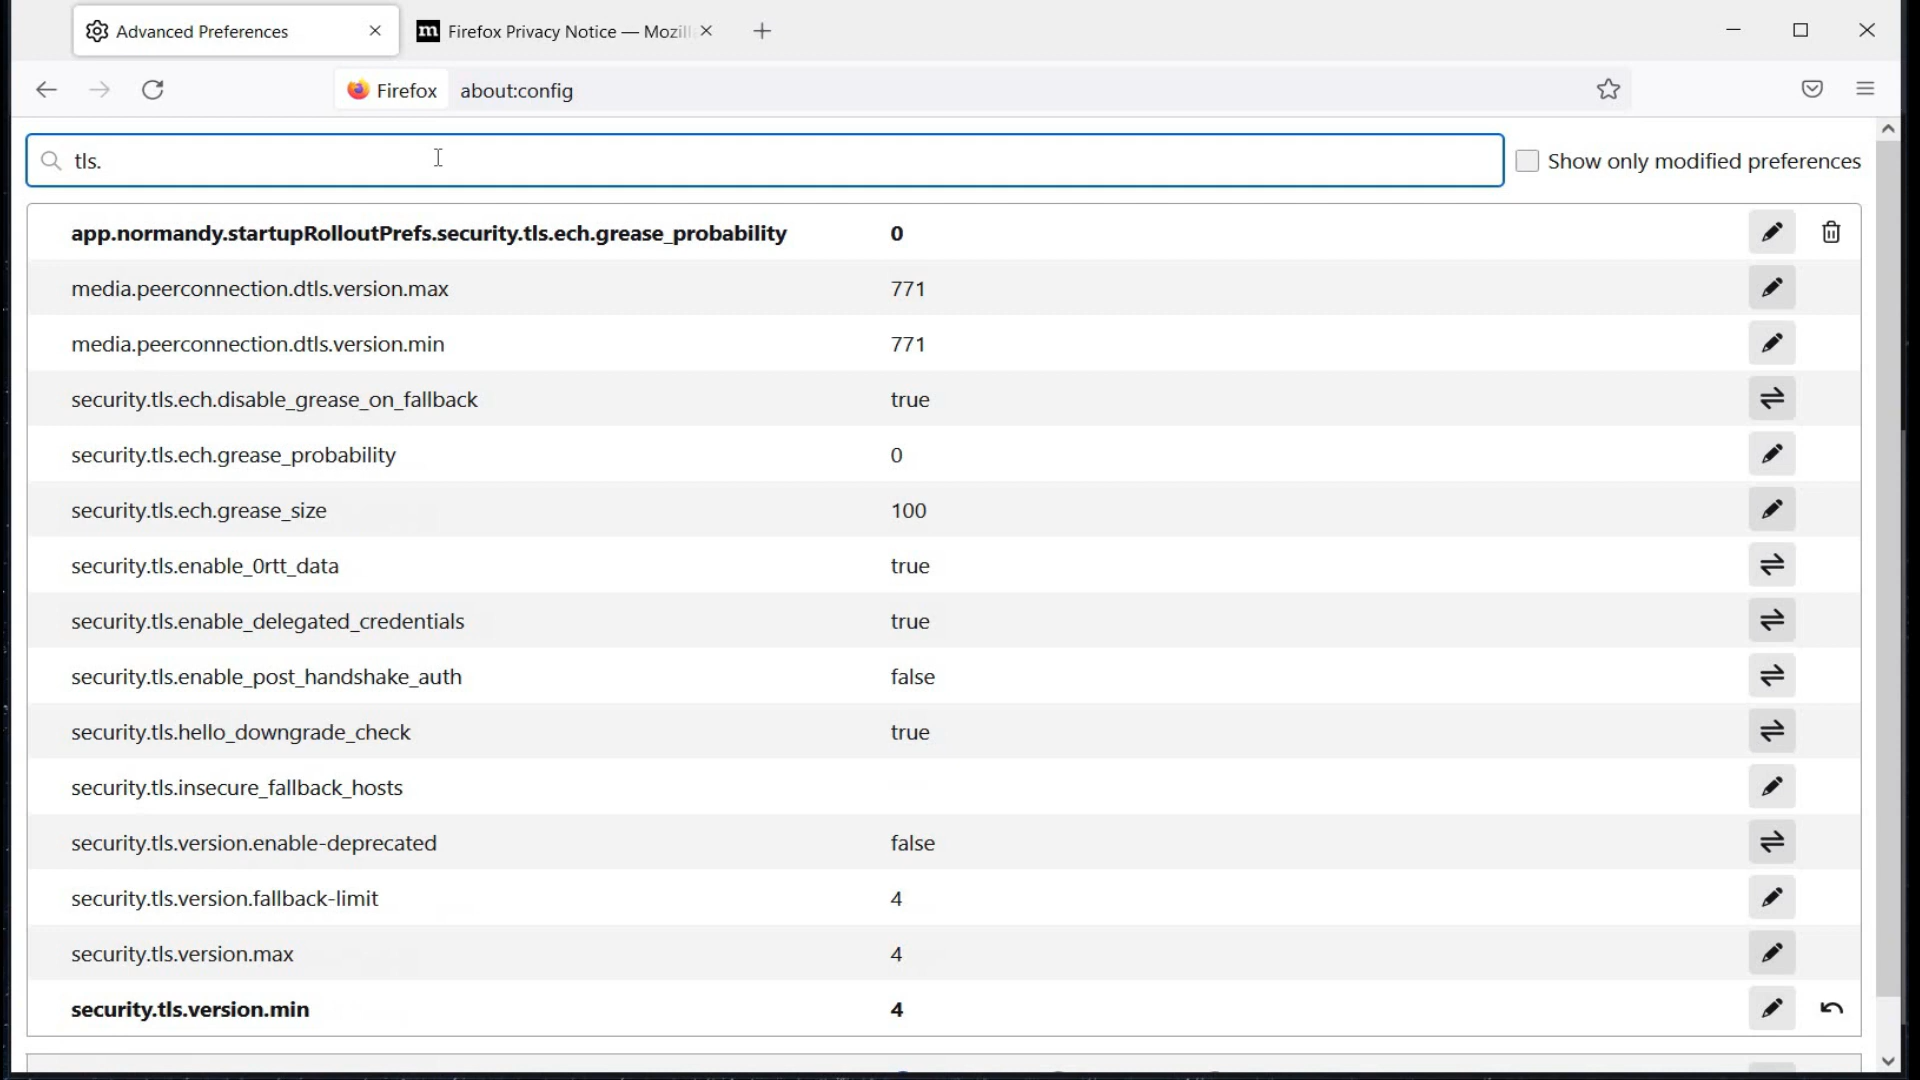 Advanced Preferences
Firefox Privacy Notice — Mozill
Firefox about:config
tls.
Show only modified preferences
app.normandy.startupRolloutPrefs.security.tls.ech.grease_probability 0
media.peerconnection.dtls.version.max 771
media.peerconnection.dtls.version.min 771
security.tls.ech.disable_grease_on_fallback true
security.tls.ech.grease_probability 0
security.tls.ech.grease_size 100
security.tls.enable_0rtt_data true
security.tls.enable_delegated_credentials true
security.tls.enable_post_handshake_auth false
security.tls.hello_downgrade_check true
security.tls.insecure_fallback_hosts
security.tls.version.enable-deprecated false
security.tls.version.fallback-limit 4
security.tls.version.max 4
security.tls.version.min 4